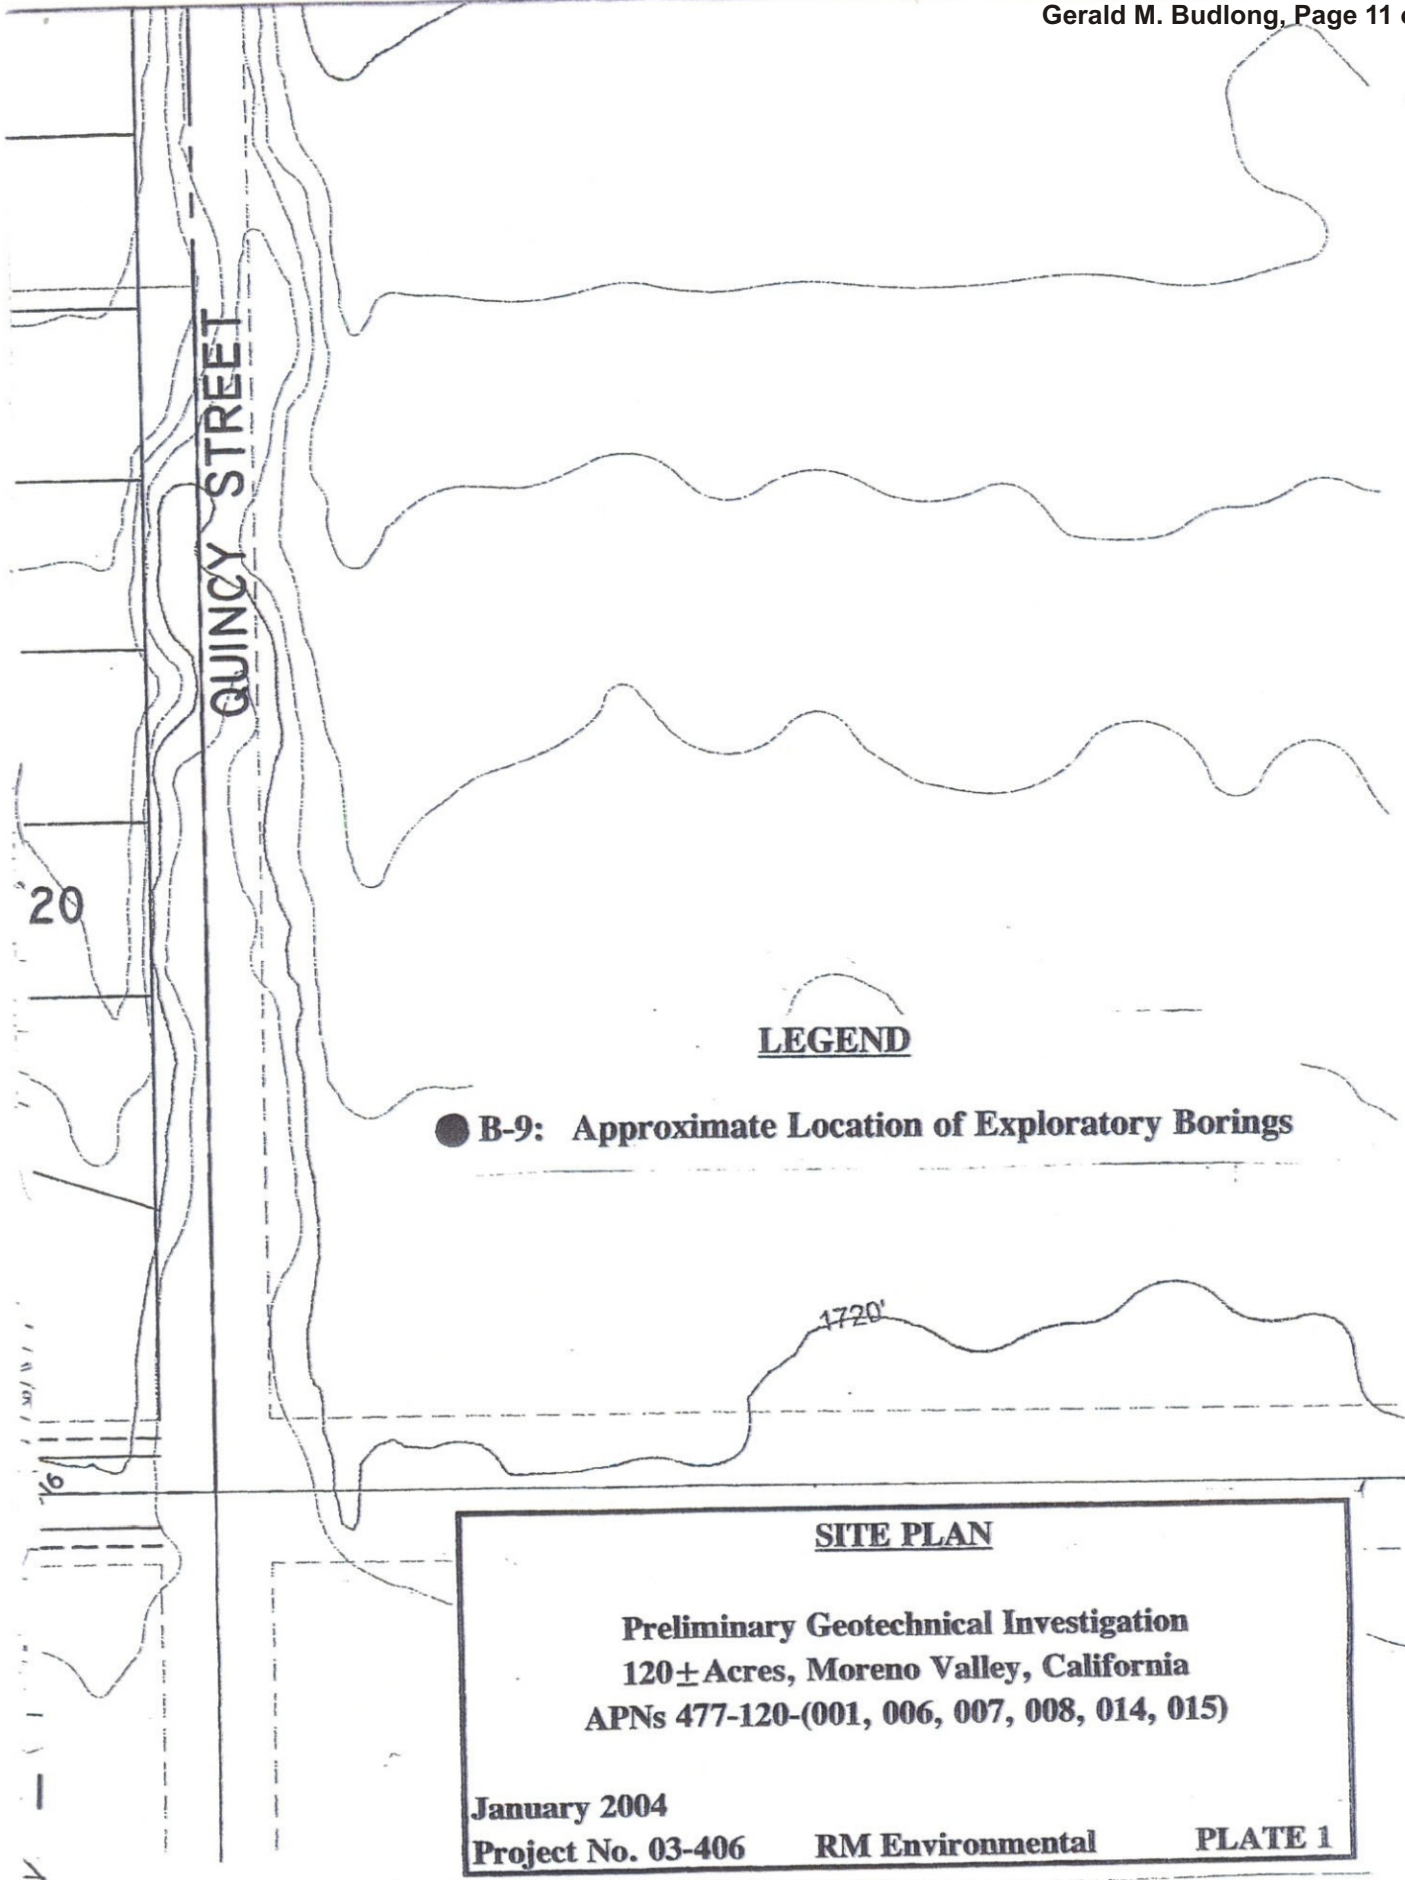 Gerald M. Budlong, Page 11
QUINCY STREET
20
LEGEND
B-9: Approximate Location of Exploratory Borings
1720'
16
SITE PLAN
Preliminary Geotechnical Investigation
120±Acres, Moreno Valley, California
APNs 477-120-(001, 006, 007, 008, 014, 015)
January 2004
Project No. 03-406 RM Environmental PLATE 1